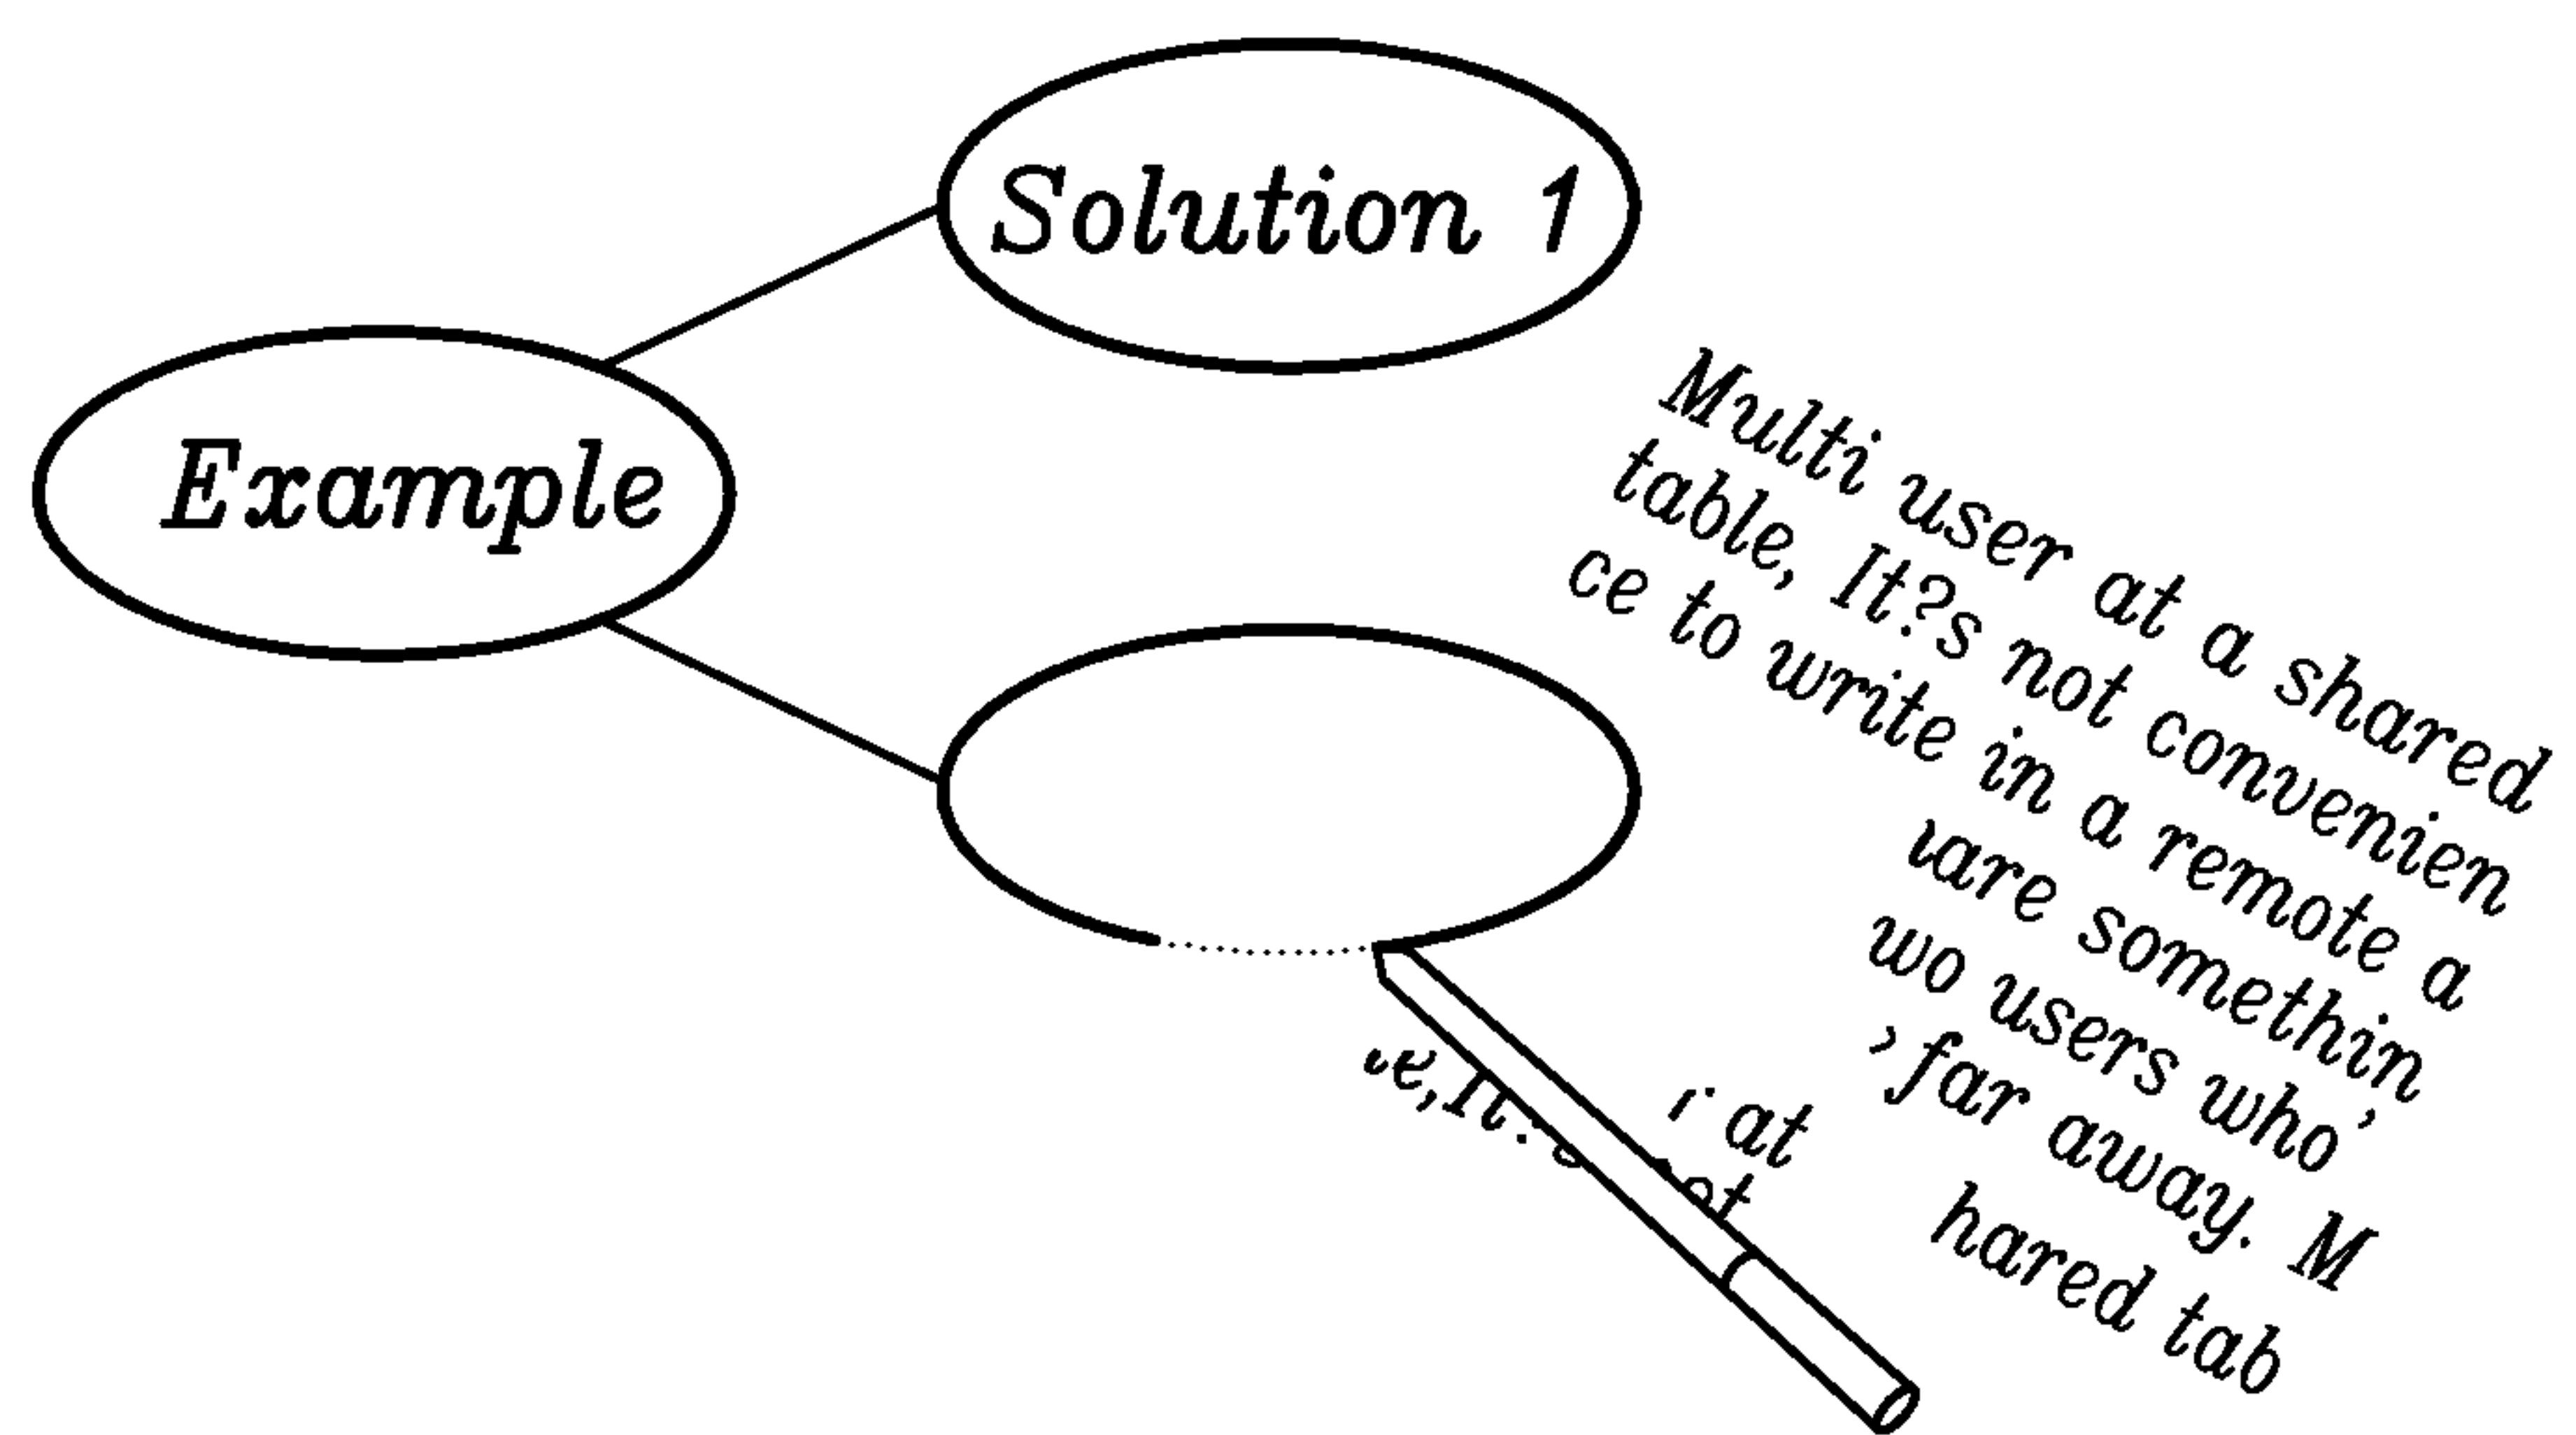 Solution 1
Example
Multi user at a shared
table, It?s not convenien
ce to write in a remote a
are somethin
wo users who’
, far away. M
at hared tab